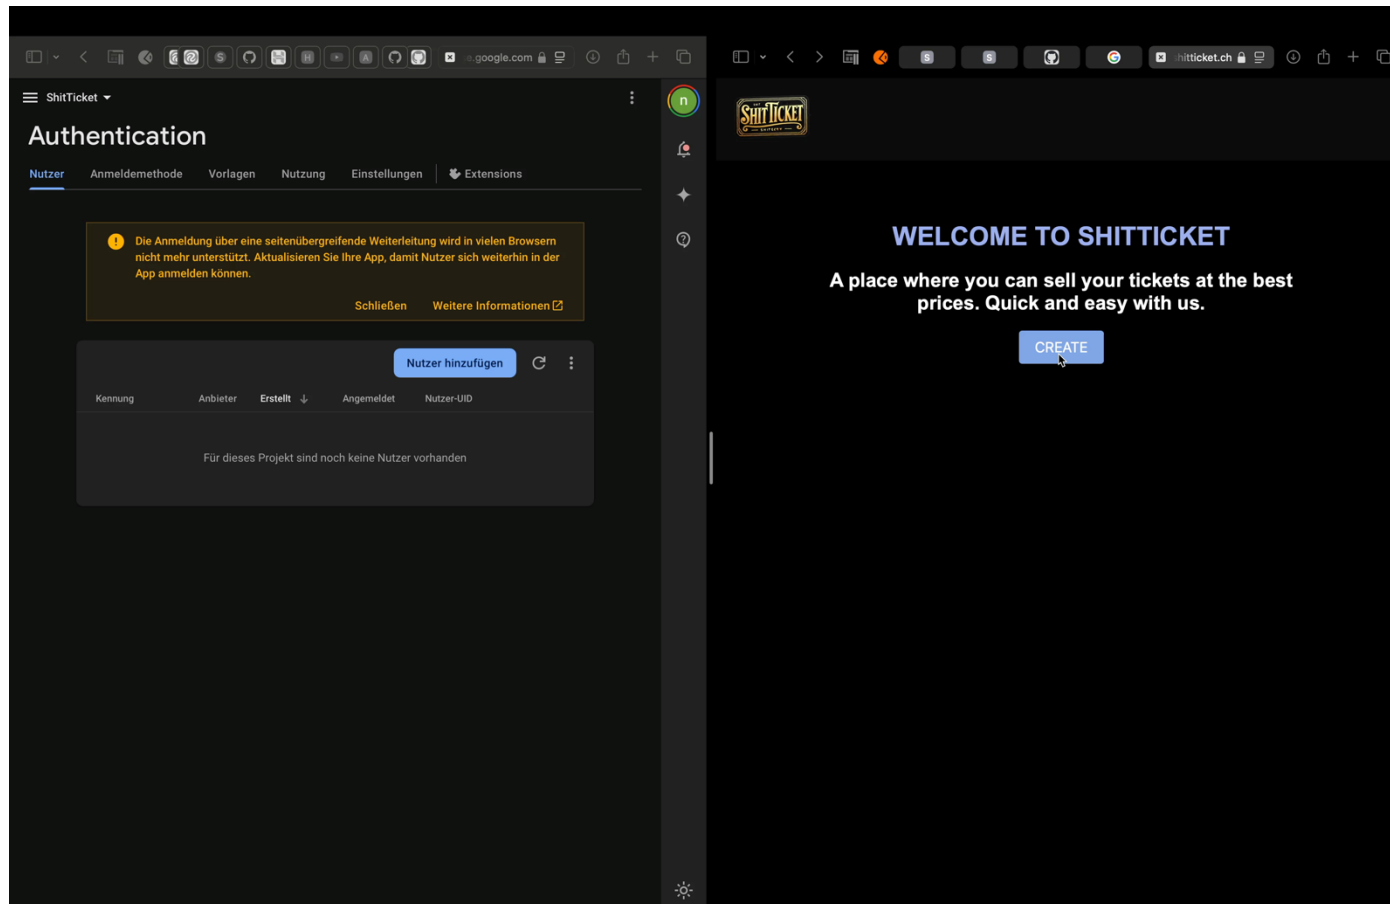 .google.com
ShitTicket
Authentication
Nutzer Anmeldemethode Vorlagen Nutzung Einstellungen Extensions
Die Anmeldung über eine seitenübergreifende Weiterleitung wird in vielen Browsern
nicht mehr unterstützt. Aktualisieren Sie Ihre App, damit Nutzer sich weiterhin in der
App anmelden können.
Schließen Weitere Informationen
Nutzer hinzufügen
Kennung Anbieter Erstellt Angemeldet Nutzer-UID
Für dieses Projekt sind noch keine Nutzer vorhanden
n
S S G hitticket.ch
SHITTICKET
WELCOME TO SHITTICKET
A place where you can sell your tickets at the best
prices. Quick and easy with us.
CREATE